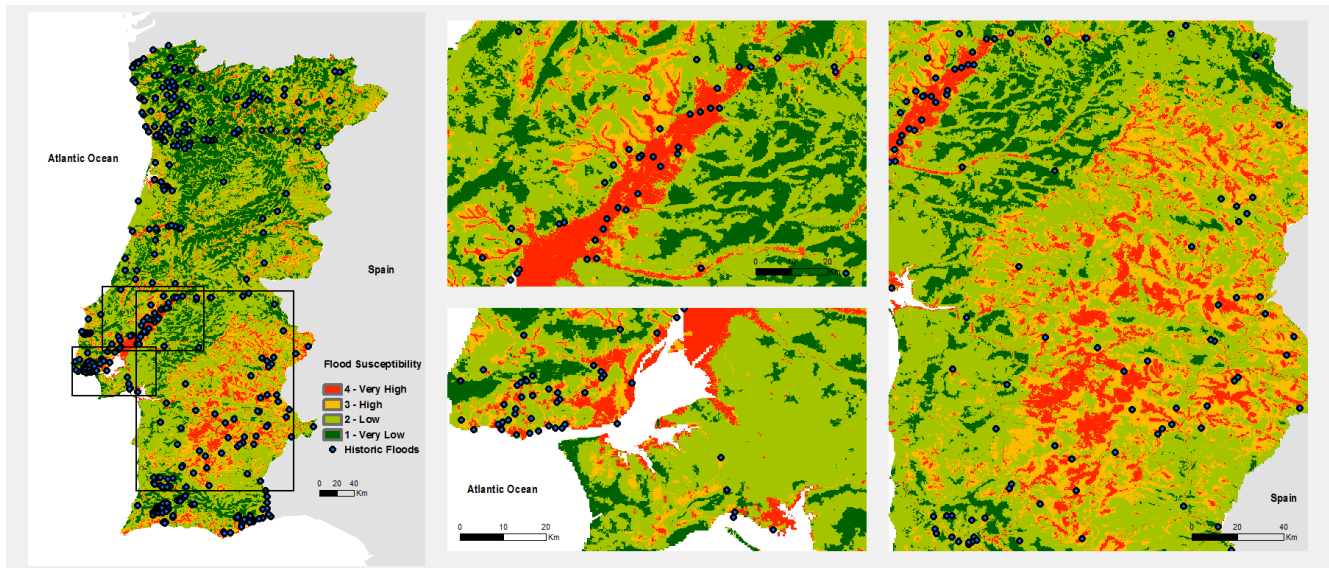 Atlantic Ocean
Spain
Flood Susceptibility
4 - Very High
3 - High
2 - Low
1 - Very Low
Historic Floods
0 20 40
Km
0 10 20
Km
Atlantic Ocean
0 10 20
Km
Spain
0 20 40
Km